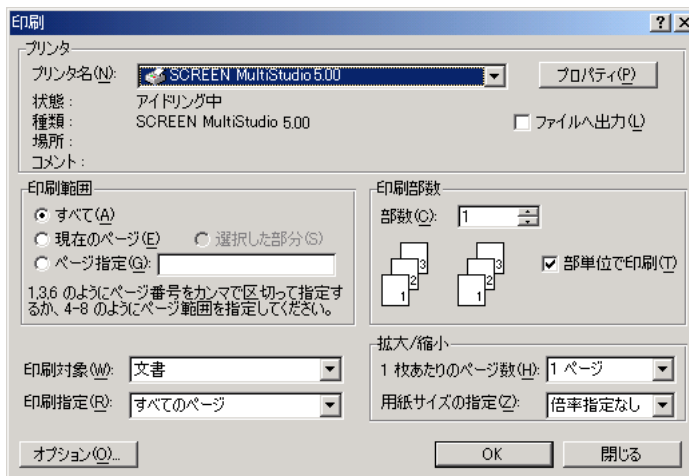 印刷
プリンタ
プリンタ名(N): SCREEN MultiStudio 5.00 プロパティ(P)
状態： アイドリング中
種類： SCREEN MultiStudio 5.00 ファイルへ出力(L)
場所：
コメント：
印刷範囲
すべて(A)
現在のページ(E) 選択した部分(S)
ページ指定(G):
1,3,6 のようにページ番号をカンマで区切って指定す
るか、4-8 のようにページ範囲を指定してください。
印刷部数
部数(C): 1
3 3
2 2
1 1
部単位で印刷(T)
印刷対象(W): 文書
印刷指定(R): すべてのページ
拡大/縮小
1 枚あたりのページ数(H): 1 ページ
用紙サイズの指定(Z): 倍率指定なし
オプション(O)... OK 閉じる